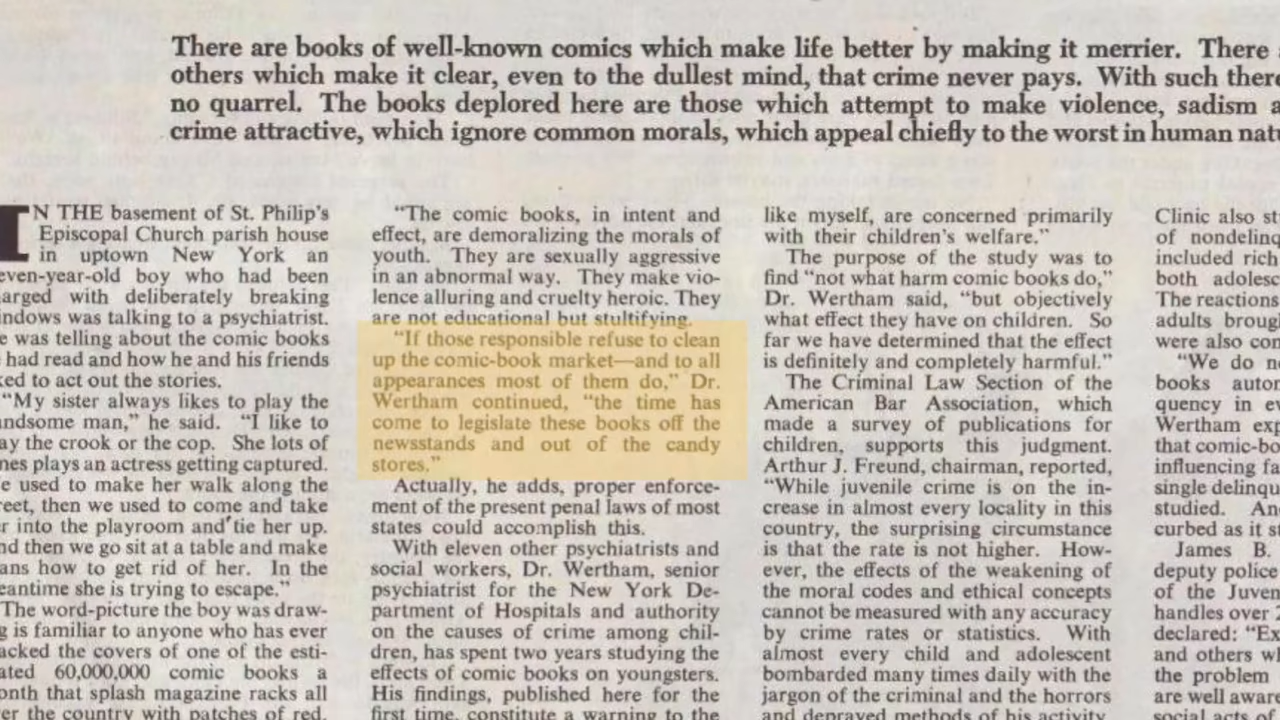 There are books of well-known comics which make life better by making it merrier. There
others which make it clear, even to the dullest mind, that crime never pays. With such there
no quarrel. The books deplored here are those which attempt to make violence, sadism
crime attractive, which ignore common morals, which appeal chiefly to the worst in human
IN THE basement of St. Philip's
Episcopal Church parish house
in uptown New York an
even-year-old boy who had been
arged with deliberately breaking
indows was talking to a psychiatrist.
e was telling about the comic books
had read and how he and his friends
ked to act out the stories.
"My sister always likes to play the
andsome man," he said. "I like to
ay the crook or the cop. She lots of
nes plays an actress getting captured.
e used to make her walk along the
reet, then we used to come and take
r into the playroom and tie her up.
nd then we go sit at a table and make
ans how to get rid of her. In the
eantime she is trying to escape."
The word-picture the boy was draw-
g is familiar to anyone who has ever
acked the covers of one of the esti-
ated 60,000,000 comic books a
onth that splash magazine racks all
er the country with patches of red,
"The comic books, in intent and
effect, are demoralizing the morals of
youth. They are sexually aggressive
in an abnormal way. They make vio-
lence alluring and cruelty heroic. They
are not educational but stultifying.
"If those responsible refuse to clean
up the comic-book market—and to all
appearances most of them do," Dr.
Wertham continued, "the time has
come to legislate these books off the
newsstands and out of the candy
stores."
Actually, he adds, proper enforce-
ment of the present penal laws of most
states could accomplish this.
With eleven other psychiatrists and
social workers, Dr. Wertham, senior
psychiatrist for the New York De-
partment of Hospitals and authority
on the causes of crime among chil-
dren, has spent two years studying the
effects of comic books on youngsters.
His findings, published here for the
first time, constitute a warning to the
like myself, are concerned primarily
with their children's welfare."
The purpose of the study was to
find "not what harm comic books do,"
Dr. Wertham said, "but objectively
what effect they have on children. So
far we have determined that the effect
is definitely and completely harmful."
The Criminal Law Section of the
American Bar Association, which
made a survey of publications for
children, supports this judgment.
Arthur J. Freund, chairman, reported,
"While juvenile crime is on the in-
crease in almost every locality in this
country, the surprising circumstance
is that the rate is not higher. How-
ever, the effects of the weakening of
the moral codes and ethical concepts
cannot be measured with any accuracy
by crime rates or statistics. With
almost every child and adolescent
bombarded many times daily with the
jargon of the criminal and the horrors
and depraved methods of his activity,
Clinic also st
of nondelinq
included rich
both adolesc
The reactions
adults broug
were also con
"We do no
books auton
quency in ev
Wertham exp
that comic-bo
influencing fa
single delinqu
studied. An
curbed as it s
James B.
deputy police
of the Juven
handles over
declared: "Ex
and others wh
the problem
are well aware
social acts of